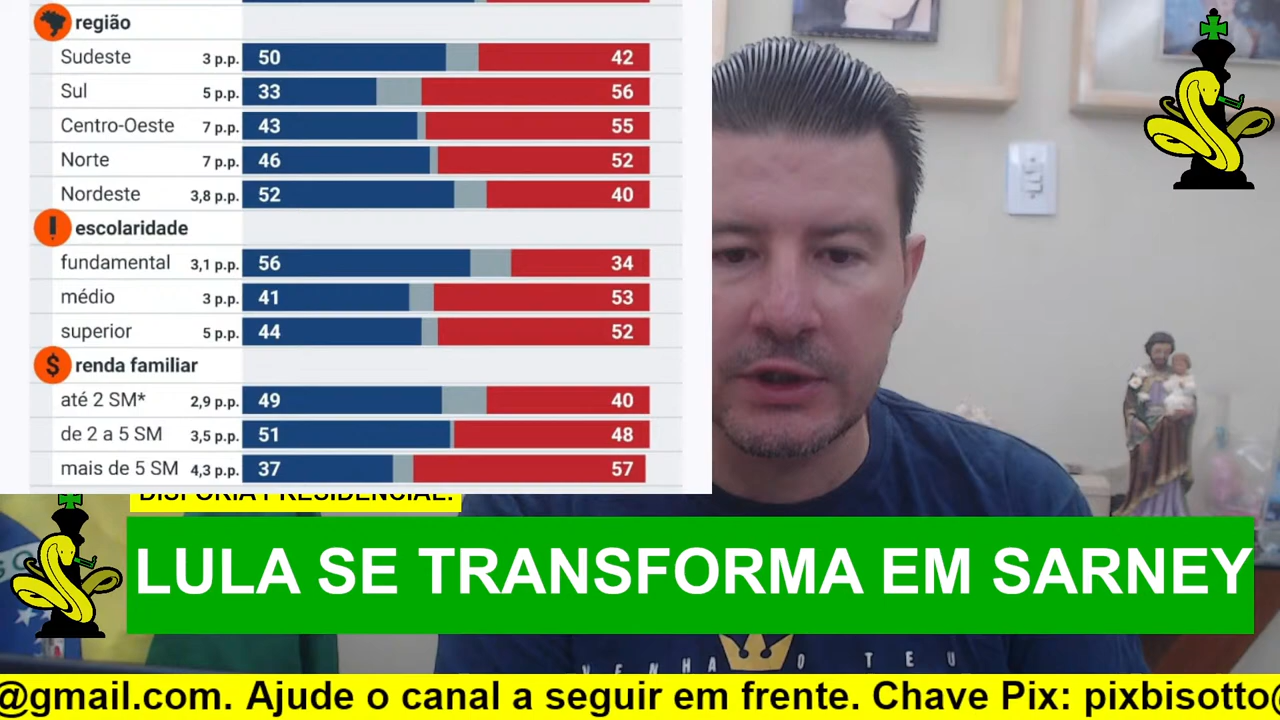 região
Sudeste 3 p.p. 50 42
Sul 5 p.p. 33 56
Centro-Oeste 7 p.p. 43 55
Norte 7 p.p. 46 52
Nordeste 3,8 p.p. 52 40
escolaridade
fundamental 3,1 p.p. 56 34
médio 3 p.p. 41 53
superior 5 p.p. 44 52
$ renda familiar
até 2 SM* 2,9 p.p. 49 40
de 2 a 5 SM 3,5 p.p. 51 48
mais de 5 SM 4,3 p.p. 37 57
PRESIDENCIAL:
LULA SE TRANSFORMA EM SARNEY
VENHA O TEU
@gmail.com. Ajude o canal a seguir em frente. Chave Pix: pixbisotto@